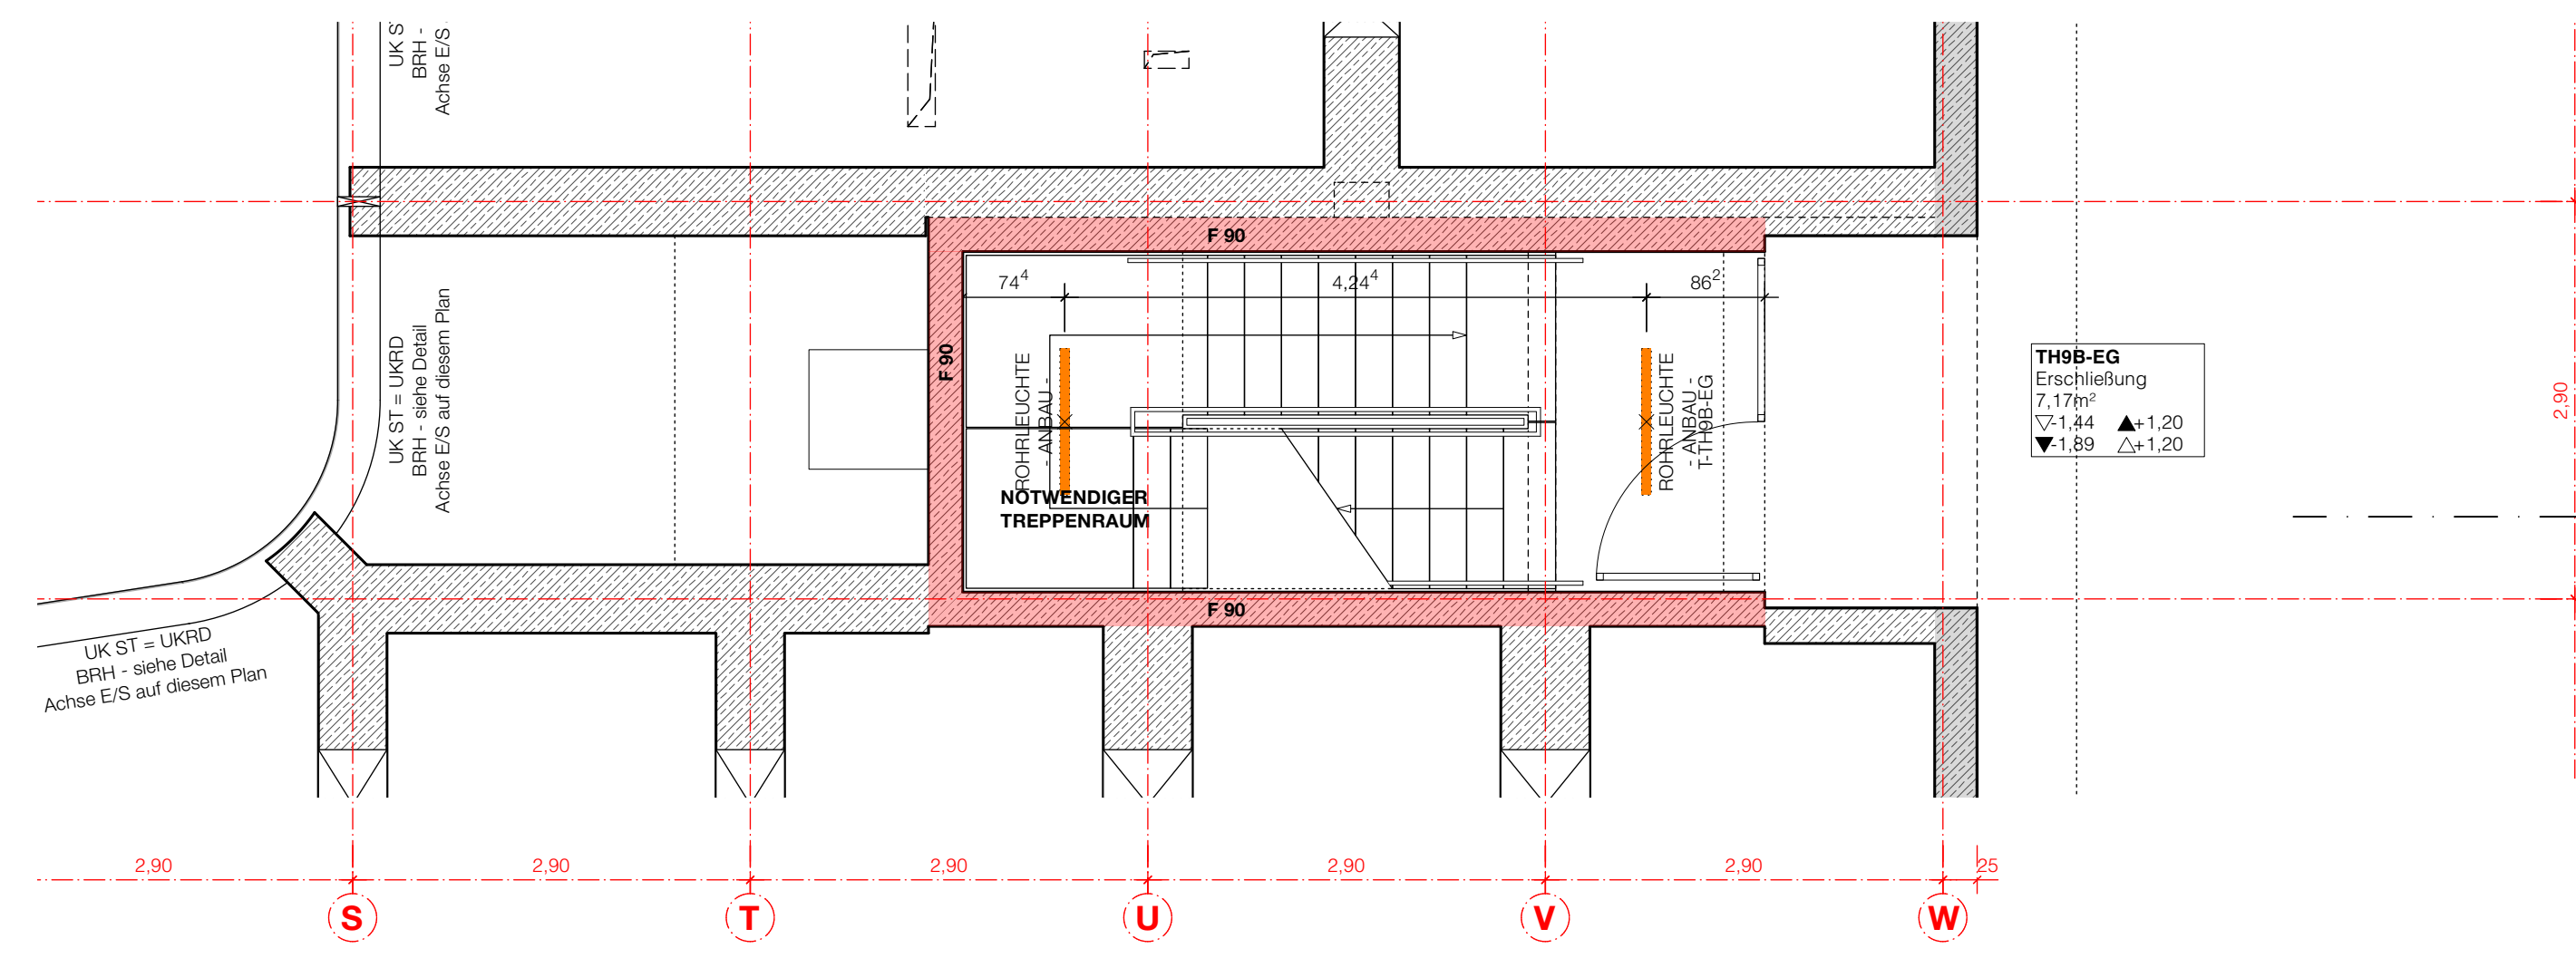 UK S
BRH -
Achse E/S
F 90
74⁴
4,24⁴
86²
F 90
UK ST = UKRD
BRH - siehe Detail
Achse E/S auf diesem Plan
ROHRLEUCHTE
- ANBAU -
ROHRLEUCHTE
- ANBAU -
T-TH9B-EG
TH9B-EG
Erschließung
7,17m²
▽-1,44 ▲+1,20
▼-1,89 △+1,20
2,90
NOTWENDIGER
TREPPENRAUM
F 90
UK ST = UKRD
BRH - siehe Detail
Achse E/S auf diesem Plan
2,90
2,90
2,90
2,90
2,90
25
S
T
U
V
W